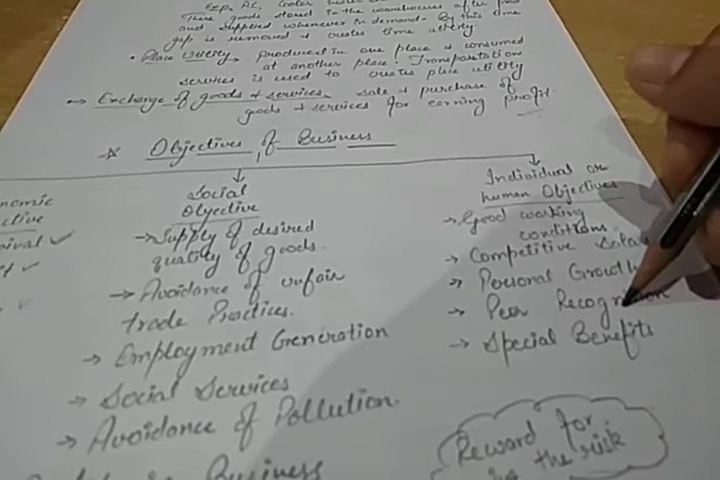 Exp. AC, Cooler
These goods stored in the warehouses after
and supplied whenever in demand. By this time
gap is removed & creates time utility
• Place Utility → produced in one place & consumed
at another place. Transportation
services is used to creates place utility
→ Exchange of goods & services → sale & purchase of
goods & services for earning profit.
* Objectives of Business
Social
Objective
→ Supply of desired
quality of goods.
→ Avoidance of unfair
trade Practices.
→ Employment Generation
→ Social Services
→ Avoidance of Pollution.
Individual or
human Objectives
→ Good working
conditions.
→ Competitive
→ Personal Growth
→ Peer Recognition
→ Special Benefits
Reward for
the risk
Business